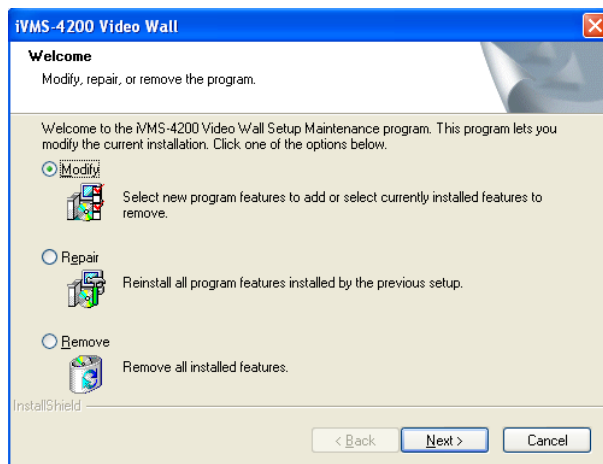 iVMS-4200 Video Wall
Welcome
Modify, repair, or remove the program.
Welcome to the iVMS-4200 Video Wall Setup Maintenance program. This program lets you
modify the current installation. Click one of the options below.
Modify
Select new program features to add or select currently installed features to
remove.
Repair
Reinstall all program features installed by the previous setup.
Remove
Remove all installed features.
InstallShield
< Back Next > Cancel